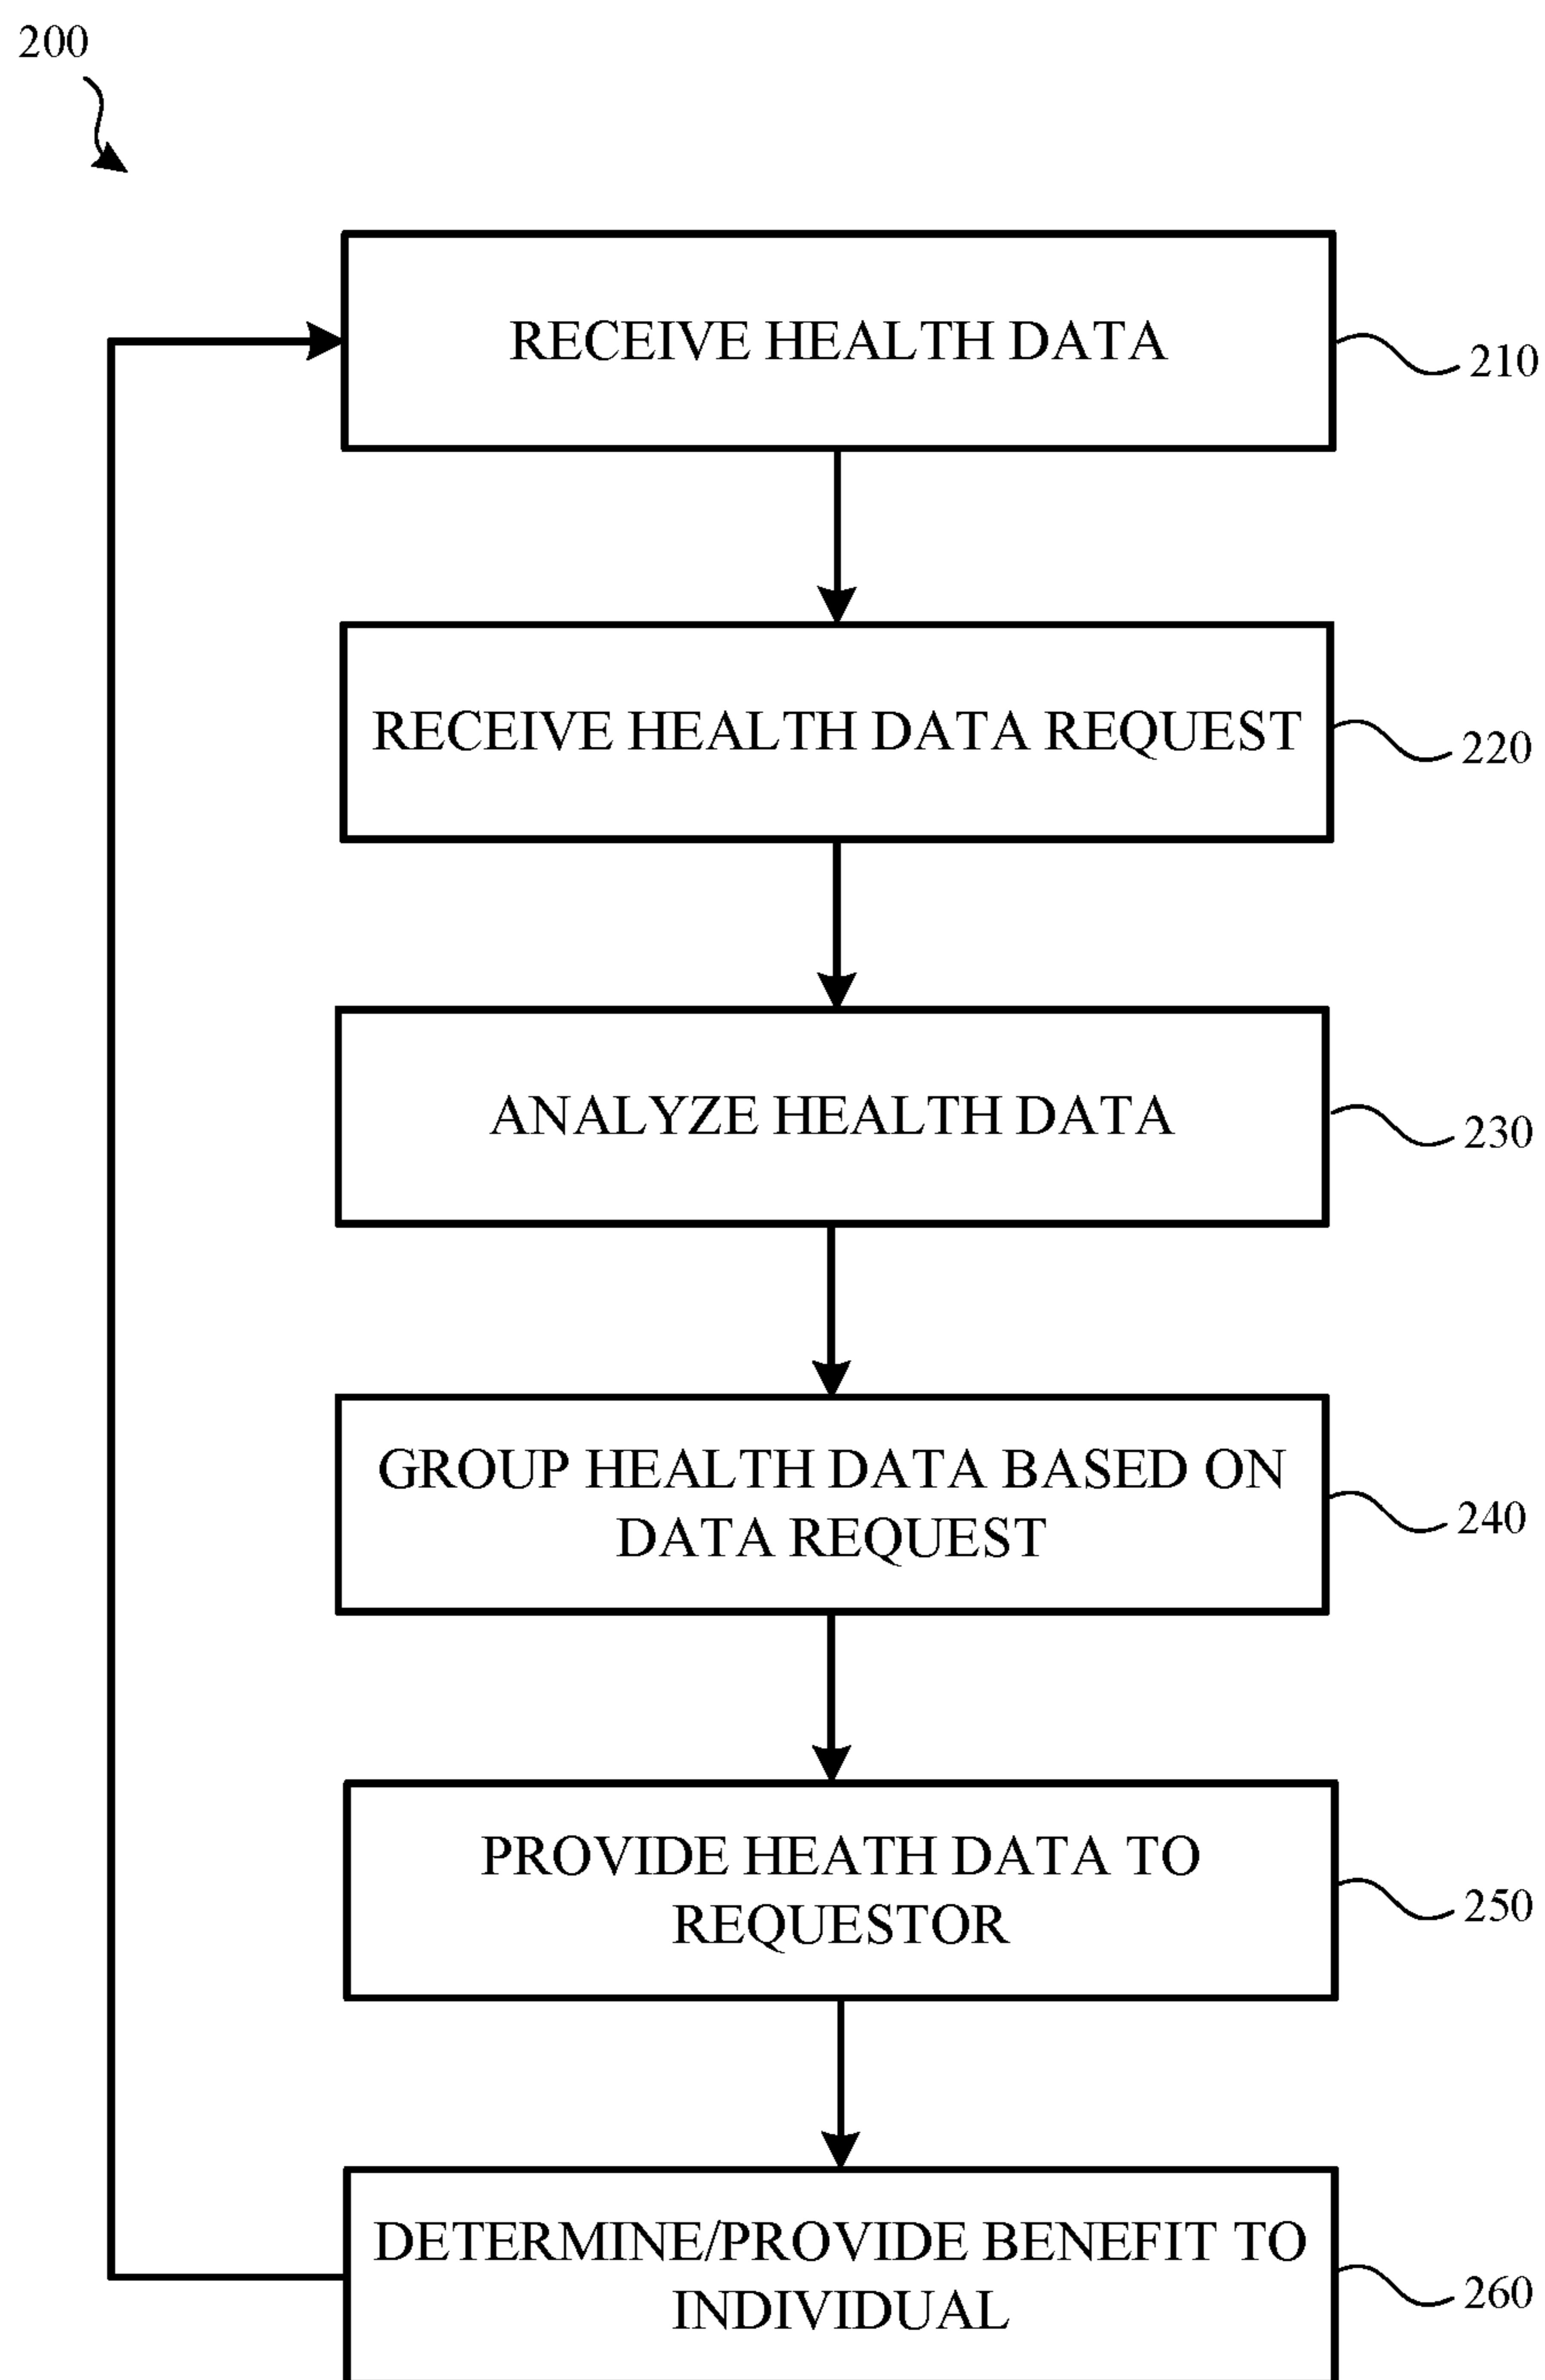 200
RECEIVE HEALTH DATA
210
RECEIVE HEALTH DATA REQUEST
220
ANALYZE HEALTH DATA
230
GROUP HEALTH DATA BASED ON
DATA REQUEST
240
PROVIDE HEATH DATA TO
REQUESTOR
250
DETERMINE/PROVIDE BENEFIT TO
INDIVIDUAL
260